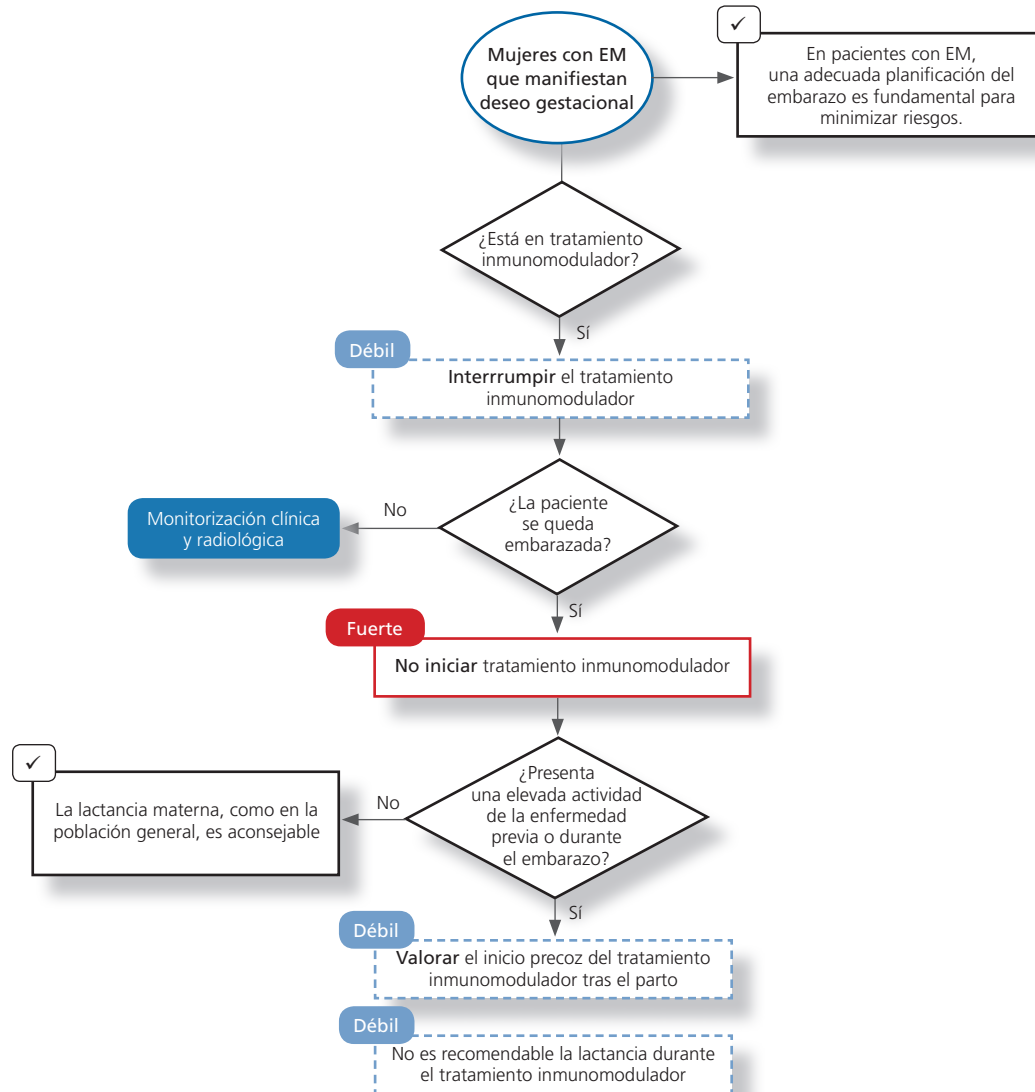 Mujeres con EM
que manifiestan
deseo gestacional
✓
En pacientes con EM,
una adecuada planificación del
embarazo es fundamental para
minimizar riesgos.
¿Está en tratamiento
inmunomodulador?
Sí
Débil
Interrrumpir el tratamiento
inmunomodulador
¿La paciente
se queda
embarazada?
No
Monitorización clínica
y radiológica
Sí
Fuerte
No iniciar tratamiento inmunomodulador
¿Presenta
una elevada actividad
de la enfermedad
previa o durante
el embarazo?
No
✓
La lactancia materna, como en la
población general, es aconsejable
Sí
Débil
Valorar el inicio precoz del tratamiento
inmunomodulador tras el parto
Débil
No es recomendable la lactancia durante
el tratamiento inmunomodulador